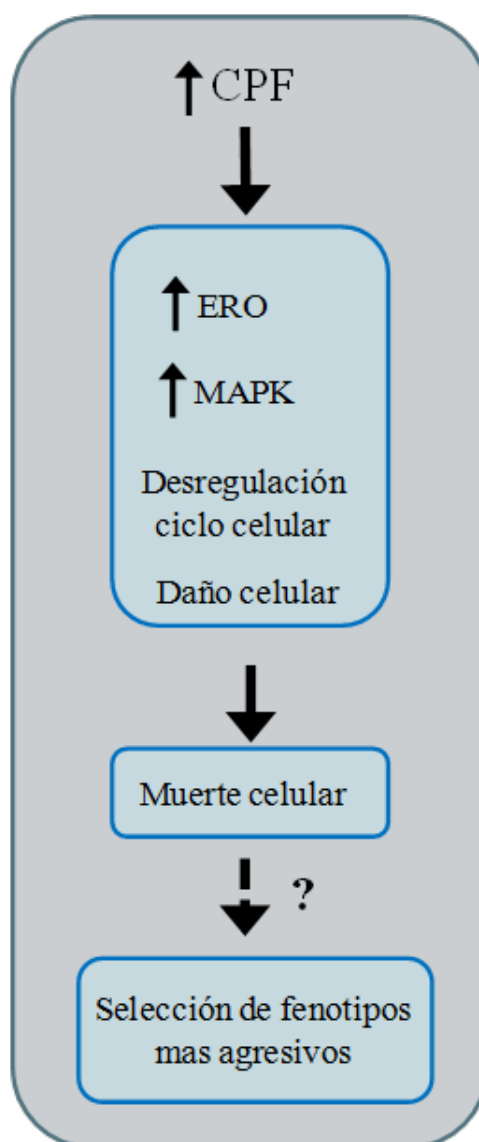 ↑ CPF
↑ ERO
↑ MAPK
Desregulación
ciclo celular
Daño celular
Muerte celular
?
Selección de fenotipos
mas agresivos